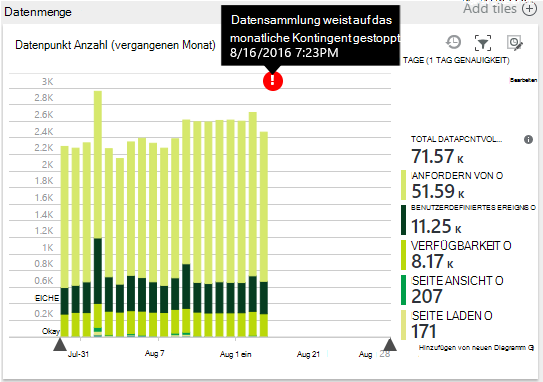 Datenmenge
Add tiles
Datensammlung weist auf das
monatliche Kontingent gestoppt
8/16/2016 7:23PM
Datenpunkt Anzahl (vergangenen Monat)
TAGE (1 TAG GENAUIGKEIT)
Bearbeiten
3K
2.8K
2.6K
2.4K
2.2K
2K
1.8K
1.6K
1.4K
1.2K
1K
0.8K
EICHE
0.2K
Okay
Jul-31
Aug 7
Aug 1 ein
Aug 21
Aug 28
TOTAL DATAPCNTVOL...
71.57 K
ANFORDERN VON O
51.59 K
BENUTZERDEFINIERTES EREIGNIS O
11.25 K
VERFÜGBARKEIT O
8.17 K
SEITE ANSICHT O
207
SEITE LADEN O
171
Hinzufügen von neuen Diagramm G)